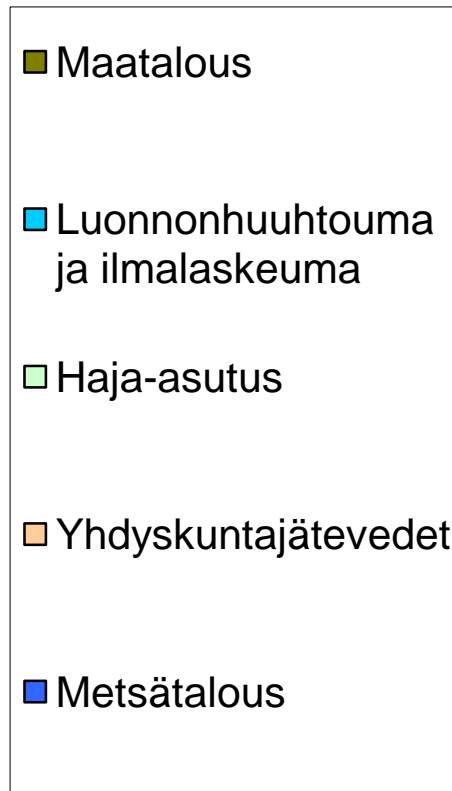 Maatalous
Luonnonhuuhtouma
ja ilmalaskeuma
Haja-asutus
Yhdyskuntajätevedet
Metsätalous